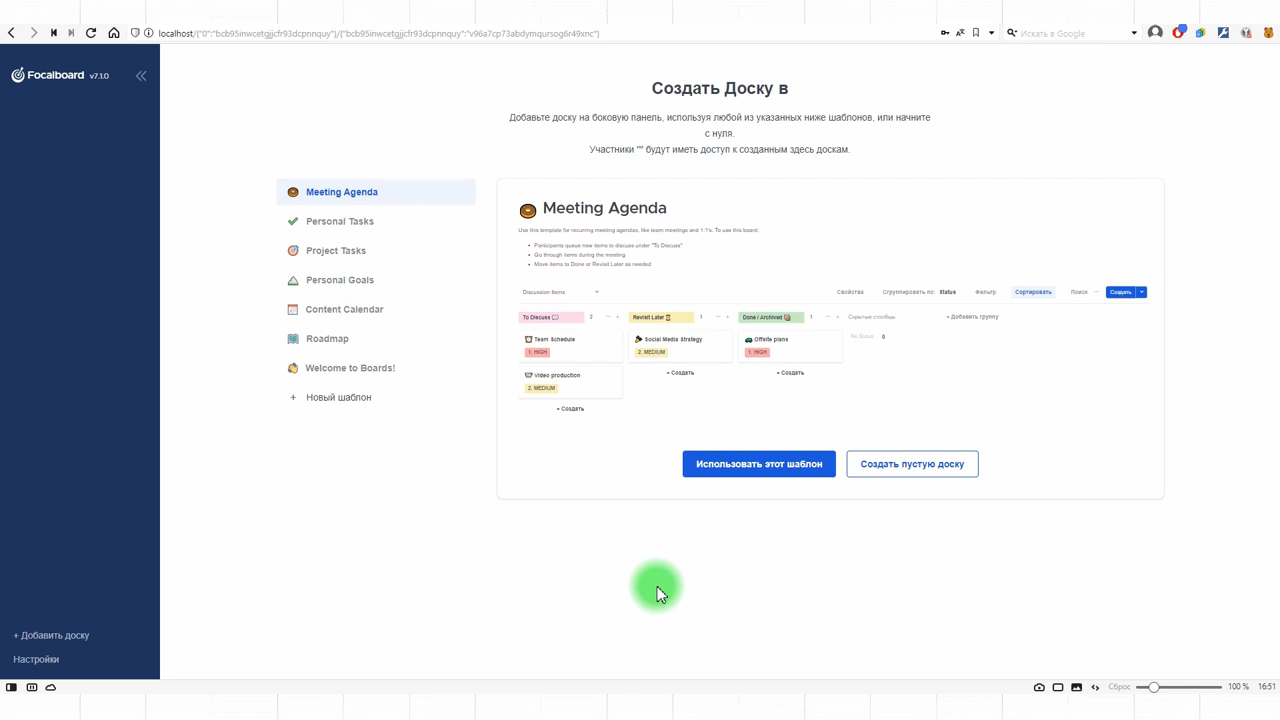 localhost/{"0":"bcb95inwcetgjjcfr93dcpnnquy"}/{"bcb95inwcetgjjcfr93dcpnnquy":"v96a7cp73abdymqursog6r49xnc"}
Искать в Google
Focalboard v7.1.0
Создать Доску в
Добавьте доску на боковую панель, используя любой из указанных ниже шаблонов, или начните
с нуля.
Участники "" будут иметь доступ к созданным здесь доскам.
Meeting Agenda
Personal Tasks
Project Tasks
Personal Goals
Content Calendar
Roadmap
Welcome to Boards!
+ Новый шаблон
Meeting Agenda
Use this template for recurring meeting agendas, like team meetings and 1:1's. To use this board:
• Participants queue new items to discuss under "To Discuss"
• Go through items during the meeting
• Move items to Done or Revisit Later as needed
Discussion Items
Свойства Сгруппировать по: Status Фильтр Сортировать Поиск ... Создать
To Discuss 2 ... + Revisit Later 1 ... + Done / Archived 1 ... + Скрытые столбцы + Добавить группу
Team Schedule Social Media Strategy Offsite plans No Status 0
1. HIGH 2. MEDIUM 1. HIGH
Video production + Создать + Создать
2. MEDIUM
+ Создать
Использовать этот шаблон Создать пустую доску
+ Добавить доску
Настройки
Сброс 100 % 16:51